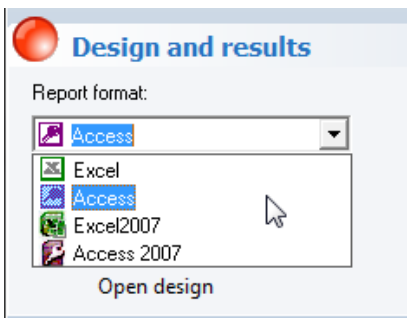 Design and results
Report format:
Access
Excel
Access
Excel2007
Access 2007
Open design